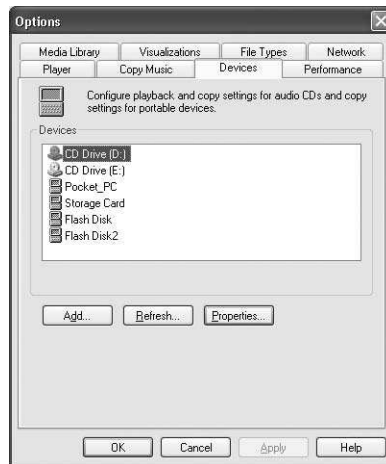 Options
Media Library Visualizations File Types Network
Player Copy Music Devices Performance
Configure playback and copy settings for audio CDs and copy
settings for portable devices.
Devices
CD Drive (D:)
CD Drive (E:)
Pocket_PC
Storage Card
Flash Disk
Flash Disk2
Add... Refresh... Properties...
OK Cancel Apply Help